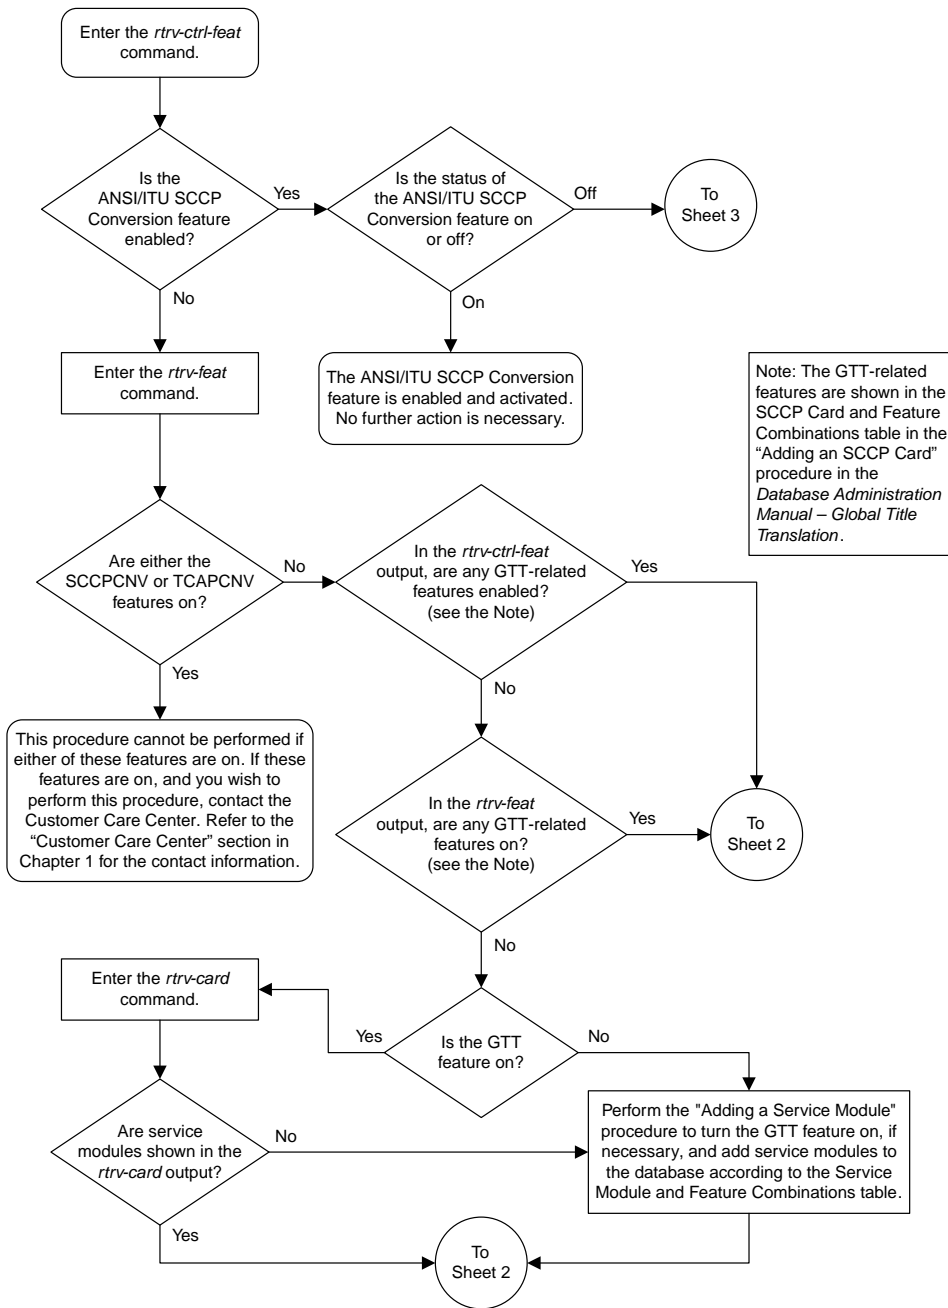 Enter the rtrv-ctrl-feat
command.
Is the
ANSI/ITU SCCP
Conversion feature
enabled?
Yes
Is the status of
the ANSI/ITU SCCP
Conversion feature on
or off?
Off
To
Sheet 3
No
On
Enter the rtrv-feat
command.
The ANSI/ITU SCCP Conversion
feature is enabled and activated.
No further action is necessary.
Note: The GTT-related
features are shown in the
SCCP Card and Feature
Combinations table in the
“Adding an SCCP Card”
procedure in the
Database Administration
Manual – Global Title
Translation.
Are either the
SCCPCNV or TCAPCNV
features on?
No
In the rtrv-ctrl-feat
output, are any GTT-related
features enabled?
(see the Note)
Yes
Yes
No
This procedure cannot be performed if
either of these features are on. If these
features are on, and you wish to
perform this procedure, contact the
Customer Care Center. Refer to the
“Customer Care Center” section in
Chapter 1 for the contact information.
In the rtrv-feat
output, are any GTT-related
features on?
(see the Note)
Yes
To
Sheet 2
No
Enter the rtrv-card
command.
Yes
Is the GTT
feature on?
No
Are service
modules shown in the
rtrv-card output?
No
Perform the "Adding a Service Module"
procedure to turn the GTT feature on, if
necessary, and add service modules to
the database according to the Service
Module and Feature Combinations table.
Yes
To
Sheet 2